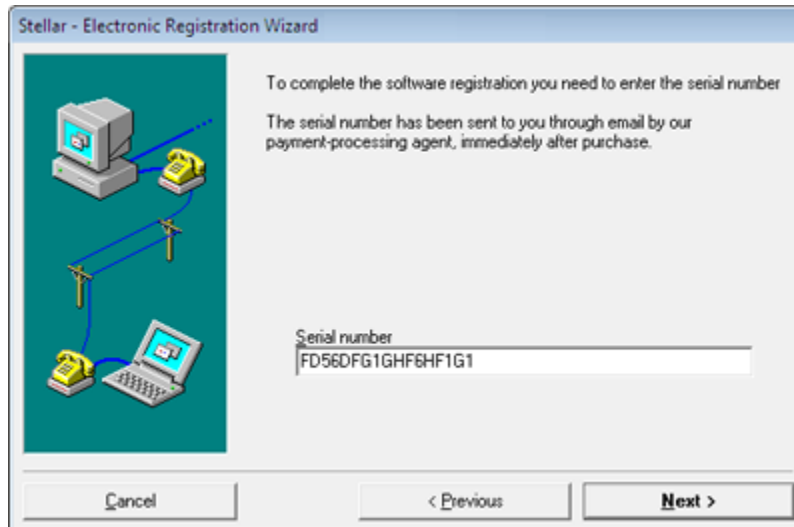 Stellar - Electronic Registration Wizard
To complete the software registration you need to enter the serial number
The serial number has been sent to you through email by our
payment-processing agent, immediately after purchase.
Serial number
FD56DFG1GHF6HF1G1
Cancel
< Previous
Next >